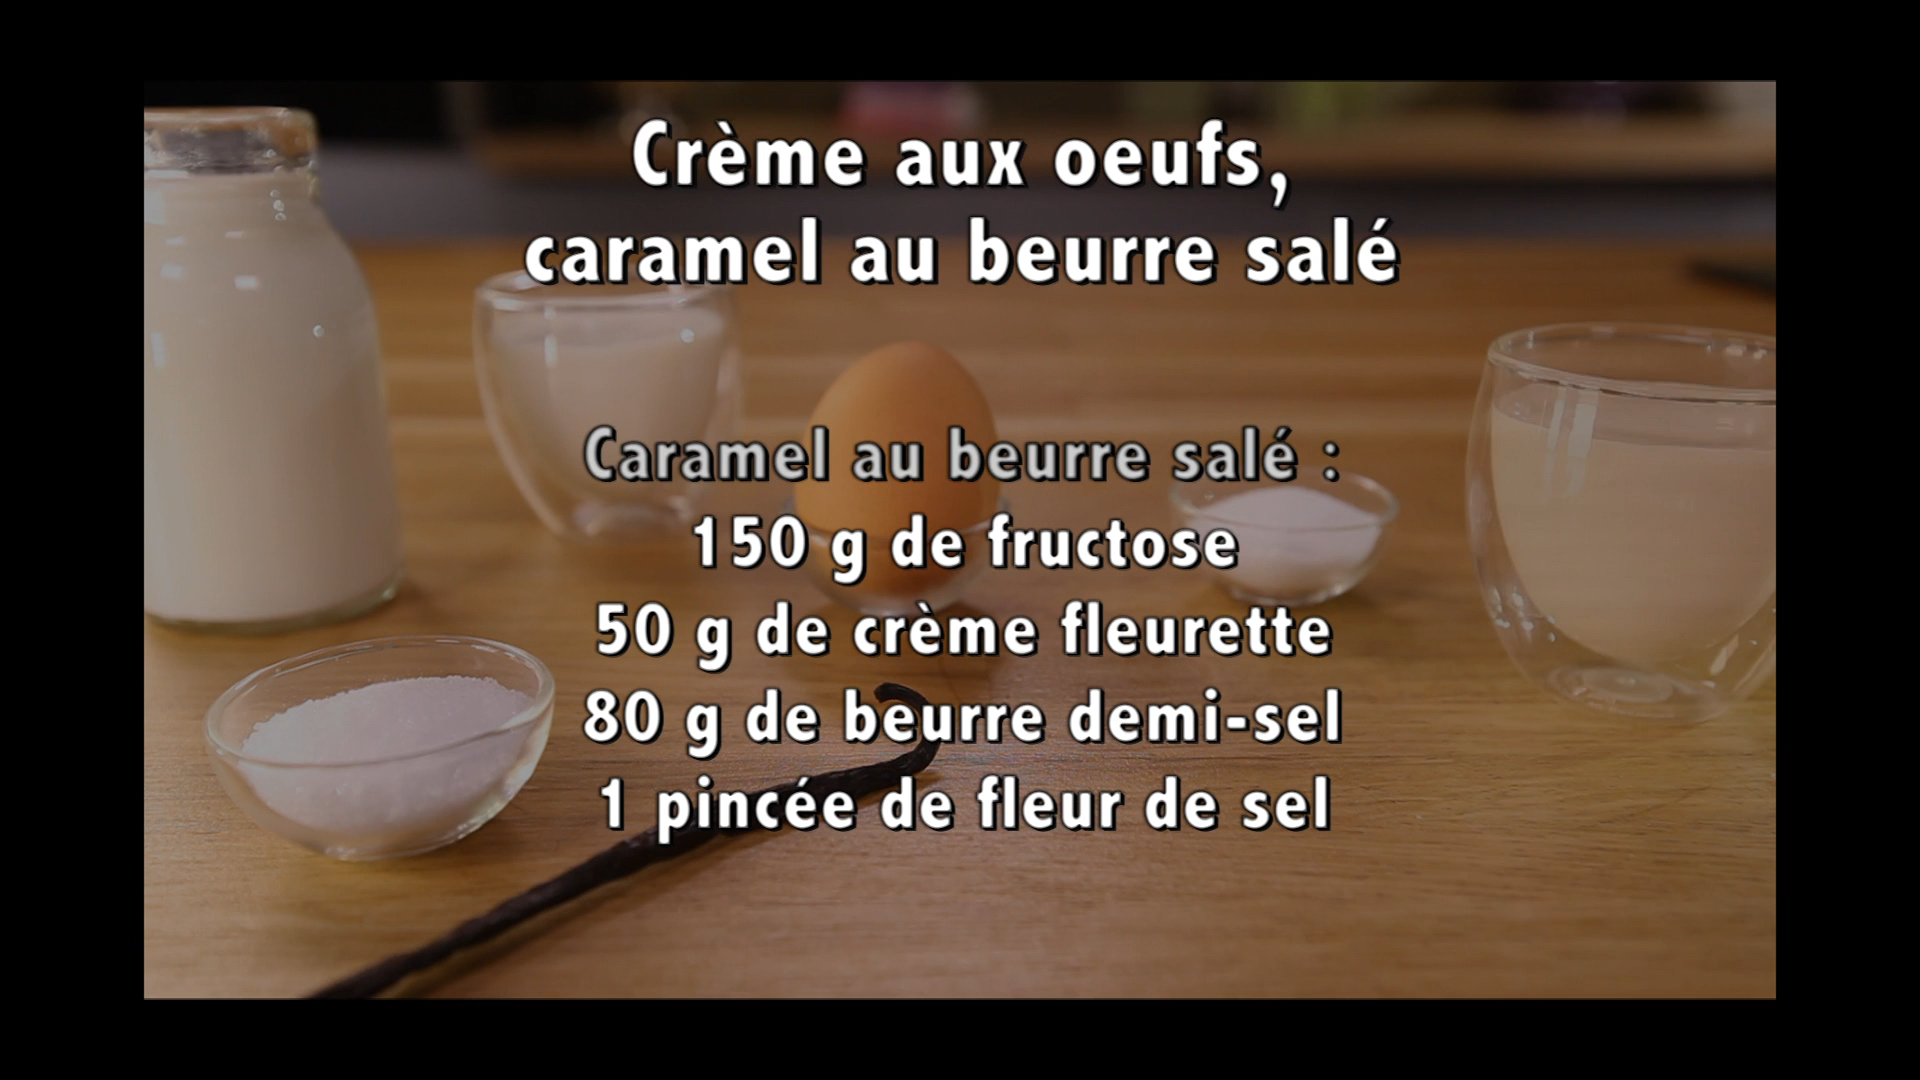 Crème aux oeufs,
caramel au beurre salé
Caramel au beurre salé :
150 g de fructose
50 g de crème fleurette
80 g de beurre demi-sel
1 pincée de fleur de sel